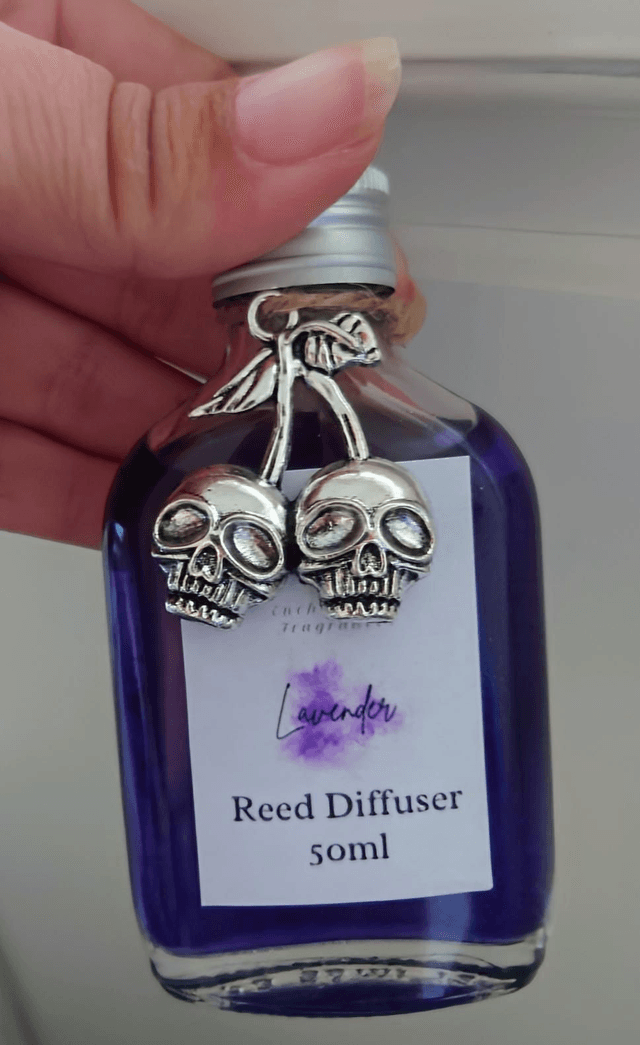 Lavender
Reed Diffuser
50ml